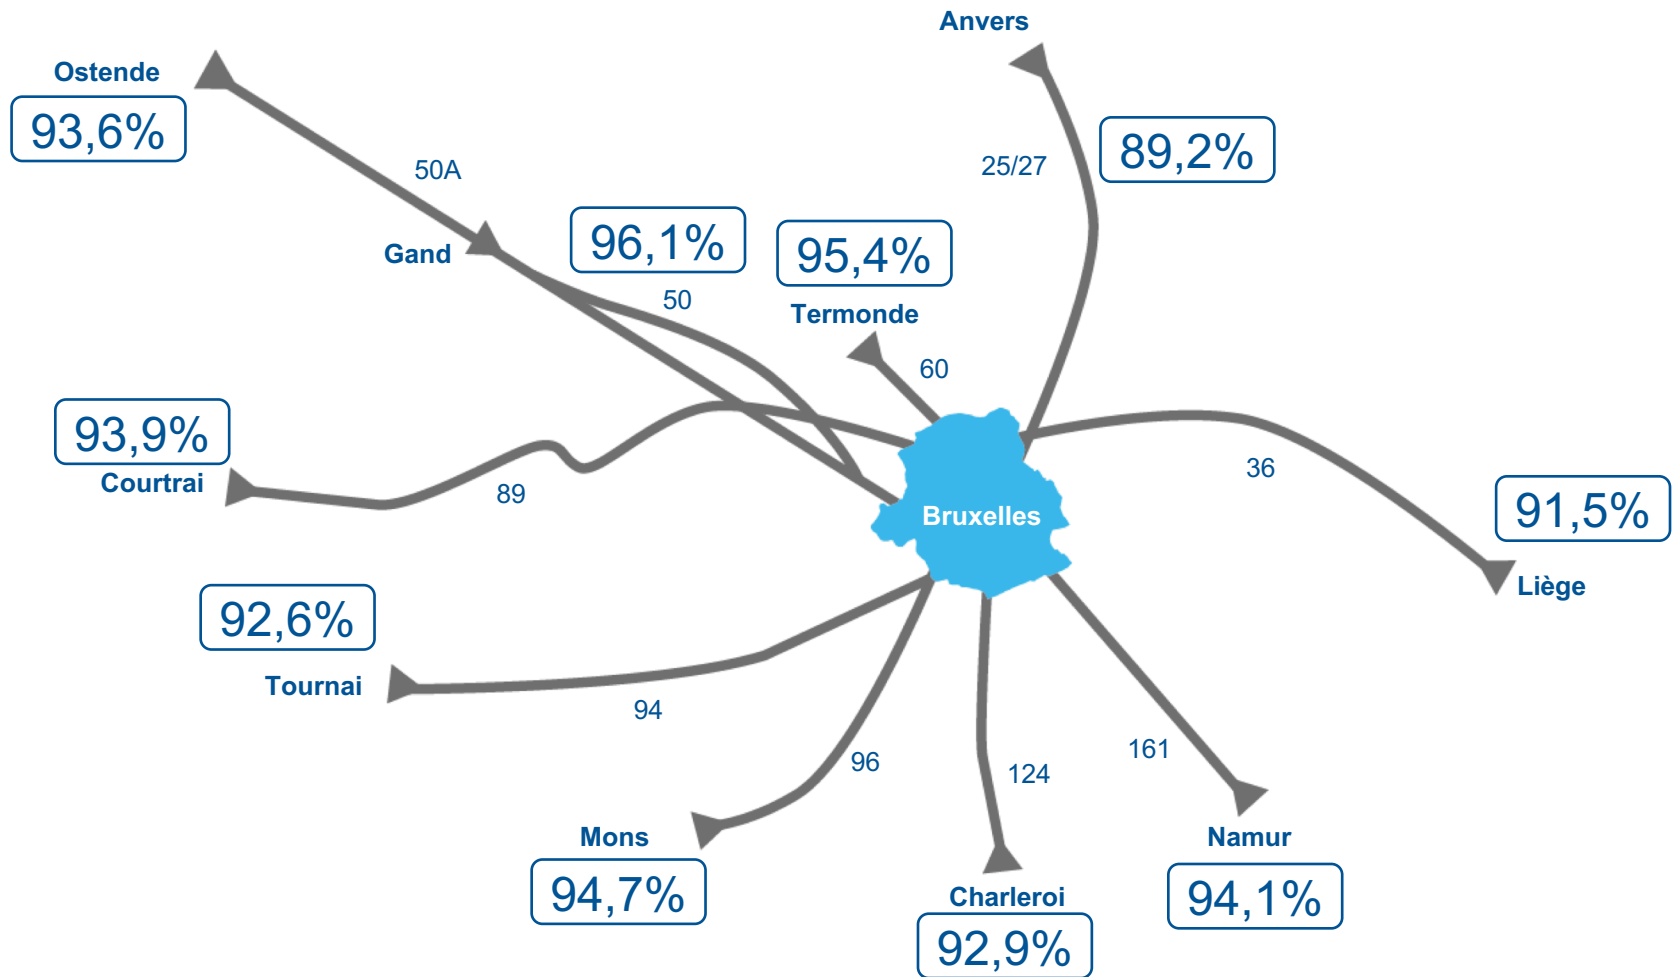 Anvers
Ostende
93,6%
89,2%
25/27
50A
Gand
96,1%
95,4%
50
Termonde
60
93,9%
Courtrai
89
36
Bruxelles
91,5%
Liège
92,6%
Tournai
94
96
124
161
Mons
94,7%
Charleroi
92,9%
Namur
94,1%